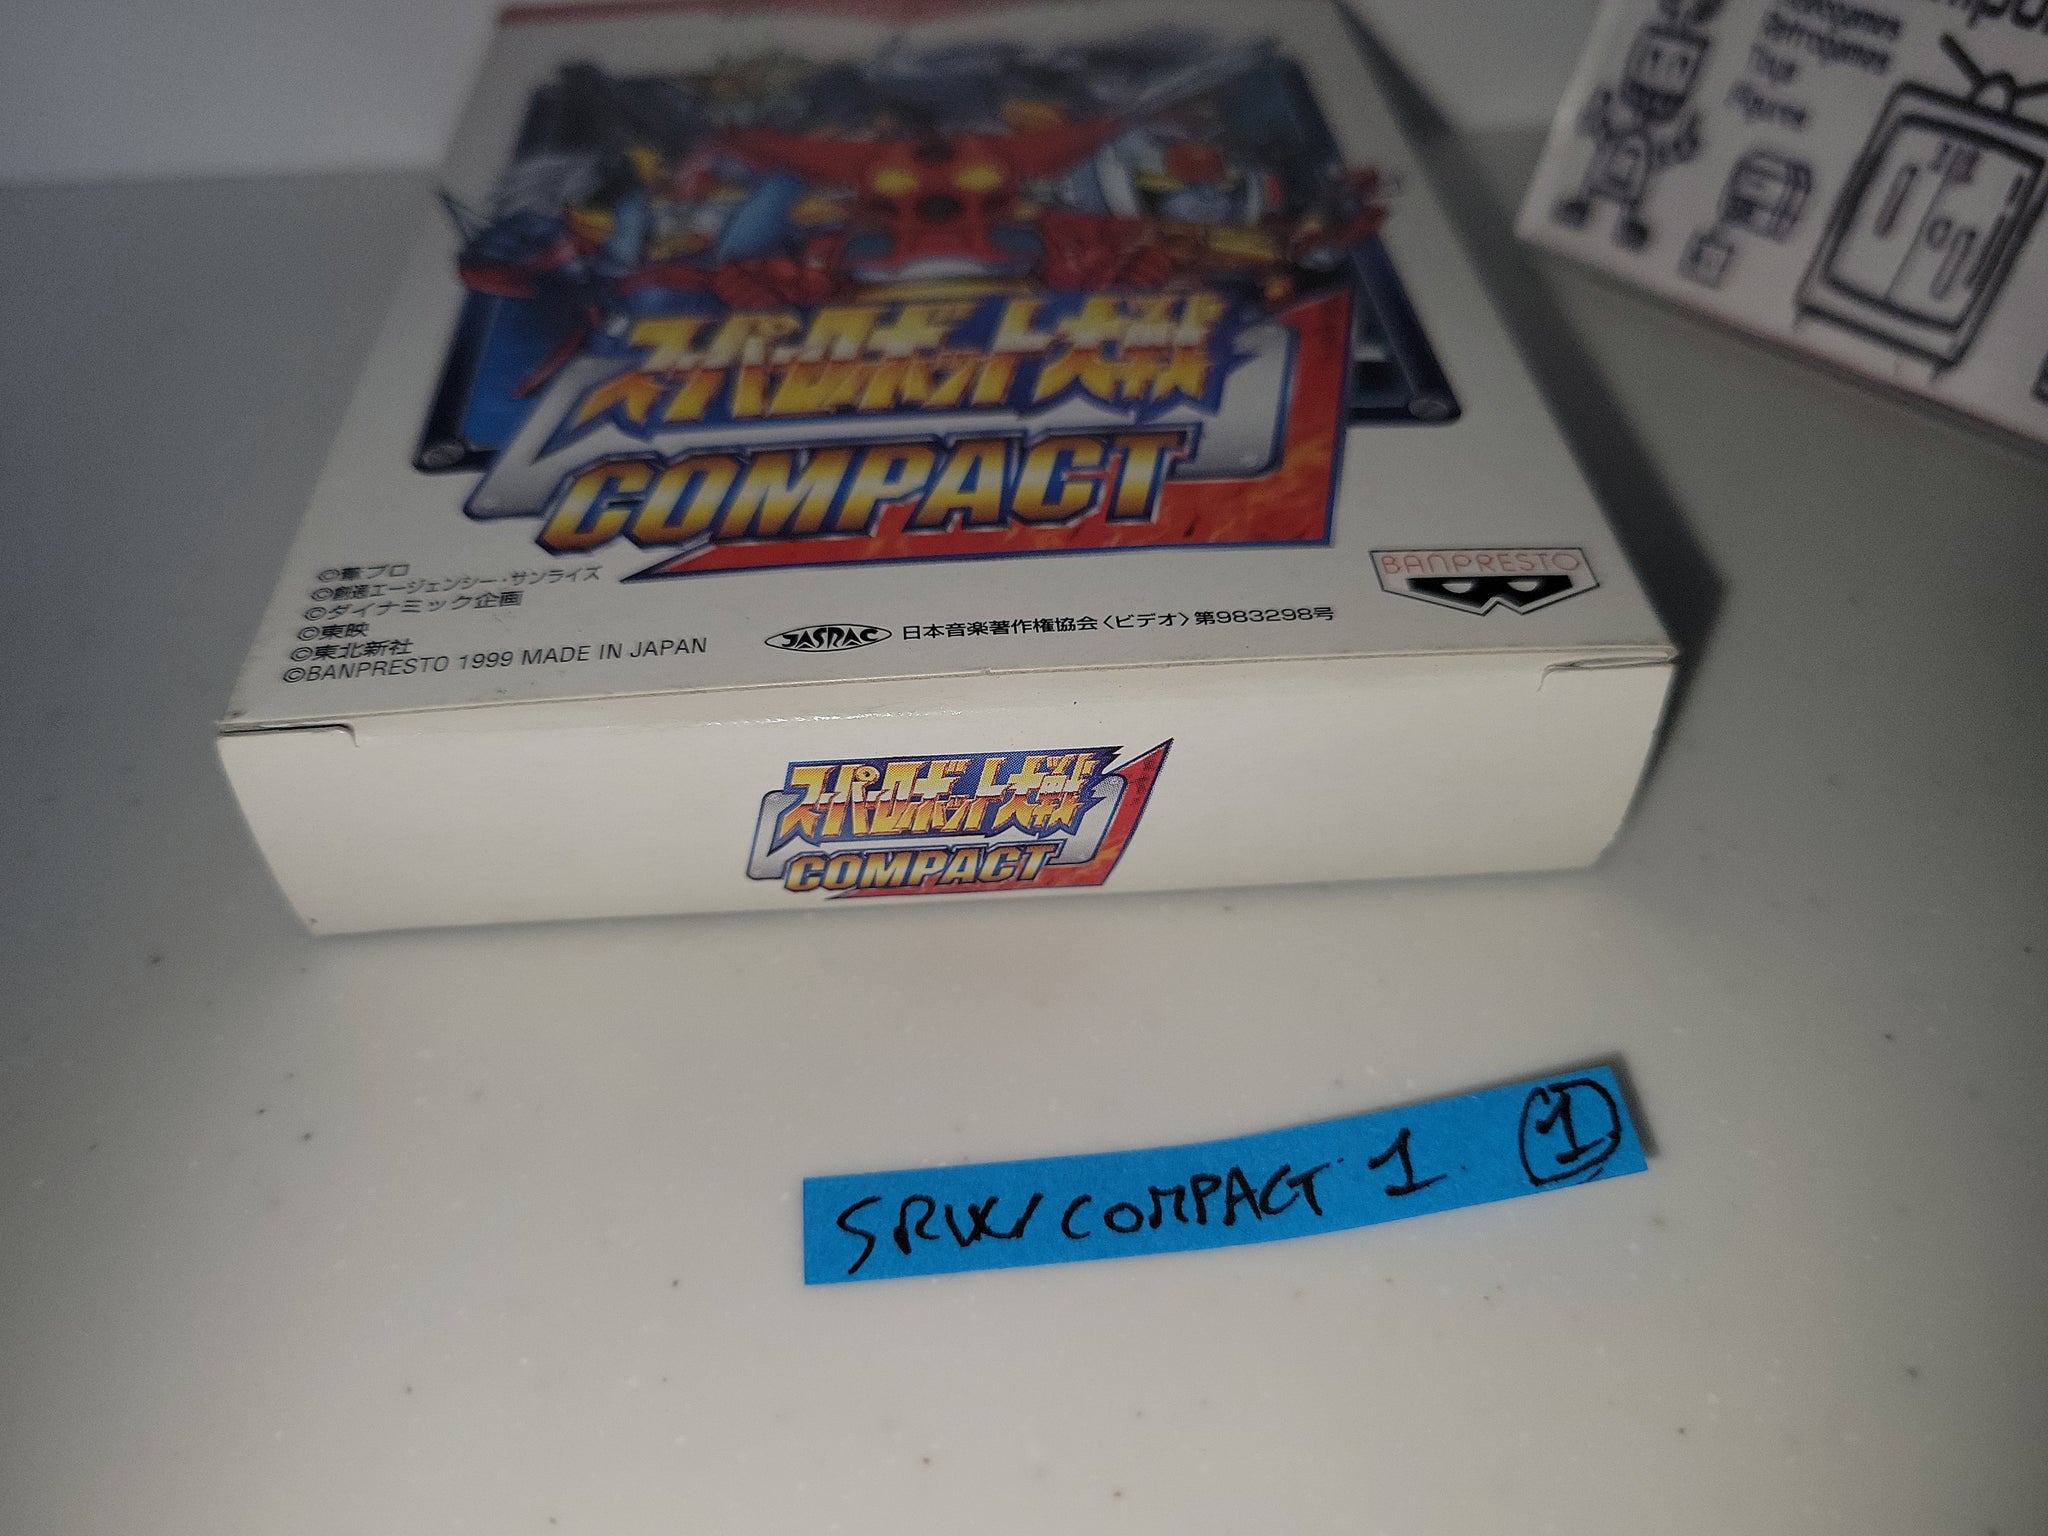 スーパーロボット大戦
COMPACT
©葦プロ
©創通エージェンシー・サンライズ
©ダイナミック企画
©東映
©東北新社
©BANPRESTO 1999 MADE IN JAPAN
JASRAC 日本音楽著作権協会〈ビデオ〉第983298号
BANPRESTO
スーパーロボット大戦
COMPACT
SRW COMPACT 1 1
Retrogames
Toys